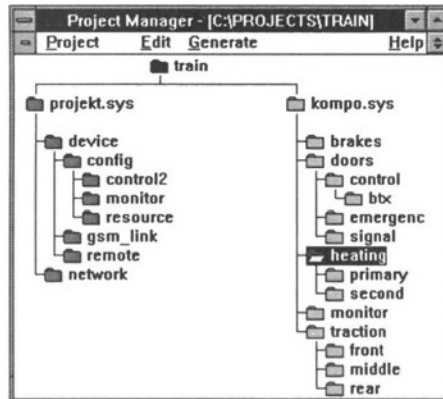 Project Manager - [C:\PROJECTS\TRAIN]
Project Edit Generate Help
train
projekt.sys
device
config
control2
monitor
resource
gsm_link
remote
network
kompo.sys
brakes
doors
control
btx
emergenc
signal
heating
primary
second
monitor
traction
front
middle
rear